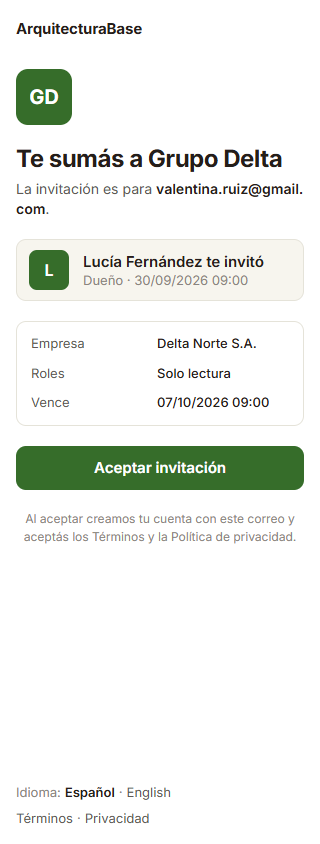 ArquitecturaBase
GD
Te sumás a Grupo Delta
La invitación es para valentina.ruiz@gmail.
com.
L
Lucía Fernández te invitó
Dueño · 30/09/2026 09:00
Empresa Delta Norte S.A.
Roles Solo lectura
Vence 07/10/2026 09:00
Aceptar invitación
Al aceptar creamos tu cuenta con este correo y
aceptás los Términos y la Política de privacidad.
Idioma: Español · English
Términos · Privacidad